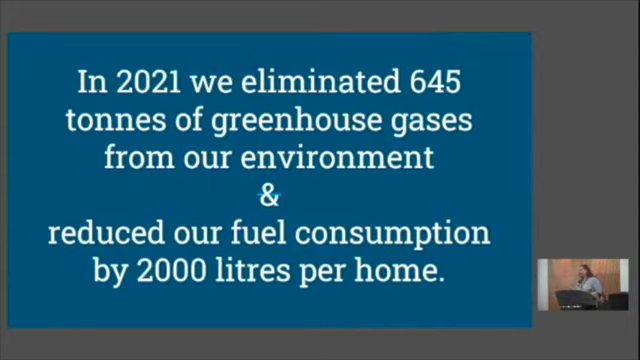 In 2021 we eliminated 645
tonnes of greenhouse gases
from our environment
&
reduced our fuel consumption
by 2000 litres per home.